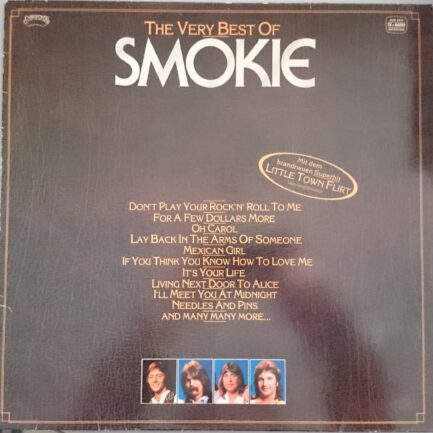 THE VERY BEST OF
SMOKIE
Mit dem
brandneuen Superhit
LITTLE TOWN FLIRT
DON'T PLAY YOUR ROCK'N' ROLL TO ME
FOR A FEW DOLLARS MORE
OH CAROL
LAY BACK IN THE ARMS OF SOMEONE
MEXICAN GIRL
IF YOU THINK YOU KNOW HOW TO LOVE ME
IT'S YOUR LIFE
LIVING NEXT DOOR TO ALICE
I'LL MEET YOU AT MIDNIGHT
NEEDLES AND PINS
AND MANY MANY MORE...